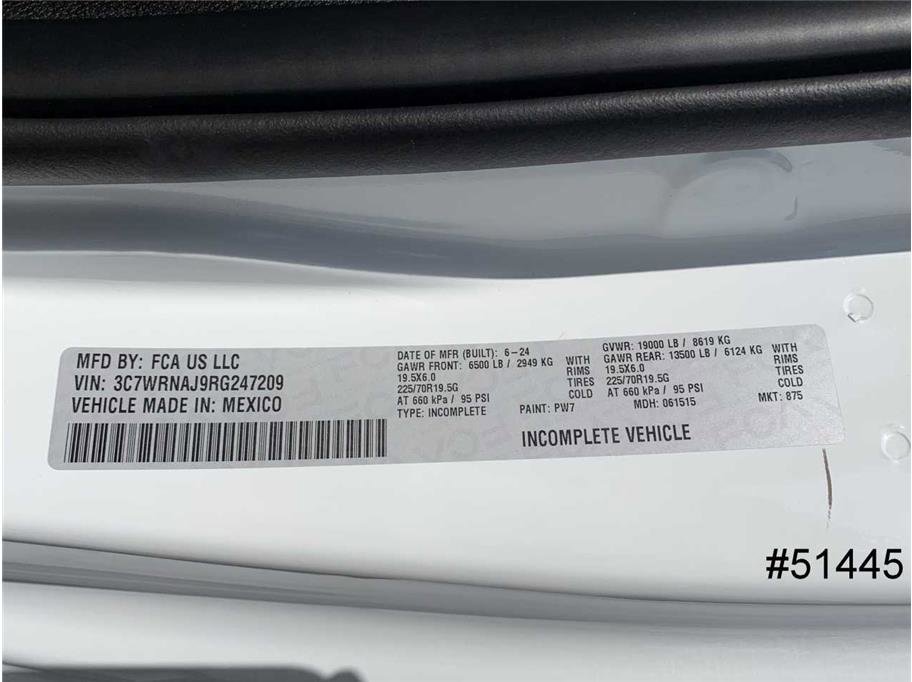 MFD BY: FCA US LLC
VIN: 3C7WRNAJ9RG247209
VEHICLE MADE IN: MEXICO
DATE OF MFR (BUILT): 6-24
GAWR FRONT: 6500 LB / 2949 KG WITH
19.5X6.0 RIMS
225/70R19.5G TIRES
AT 660 kPa / 95 PSI COLD
TYPE: INCOMPLETE
PAINT: PW7
GVWR: 19000 LB / 8619 KG
GAWR REAR: 13500 LB / 6124 KG WITH
19.5X6.0 RIMS
225/70R19.5G TIRES
AT 660 kPa / 95 PSI COLD
MDH: 061515 MKT: 875
INCOMPLETE VEHICLE
#51445